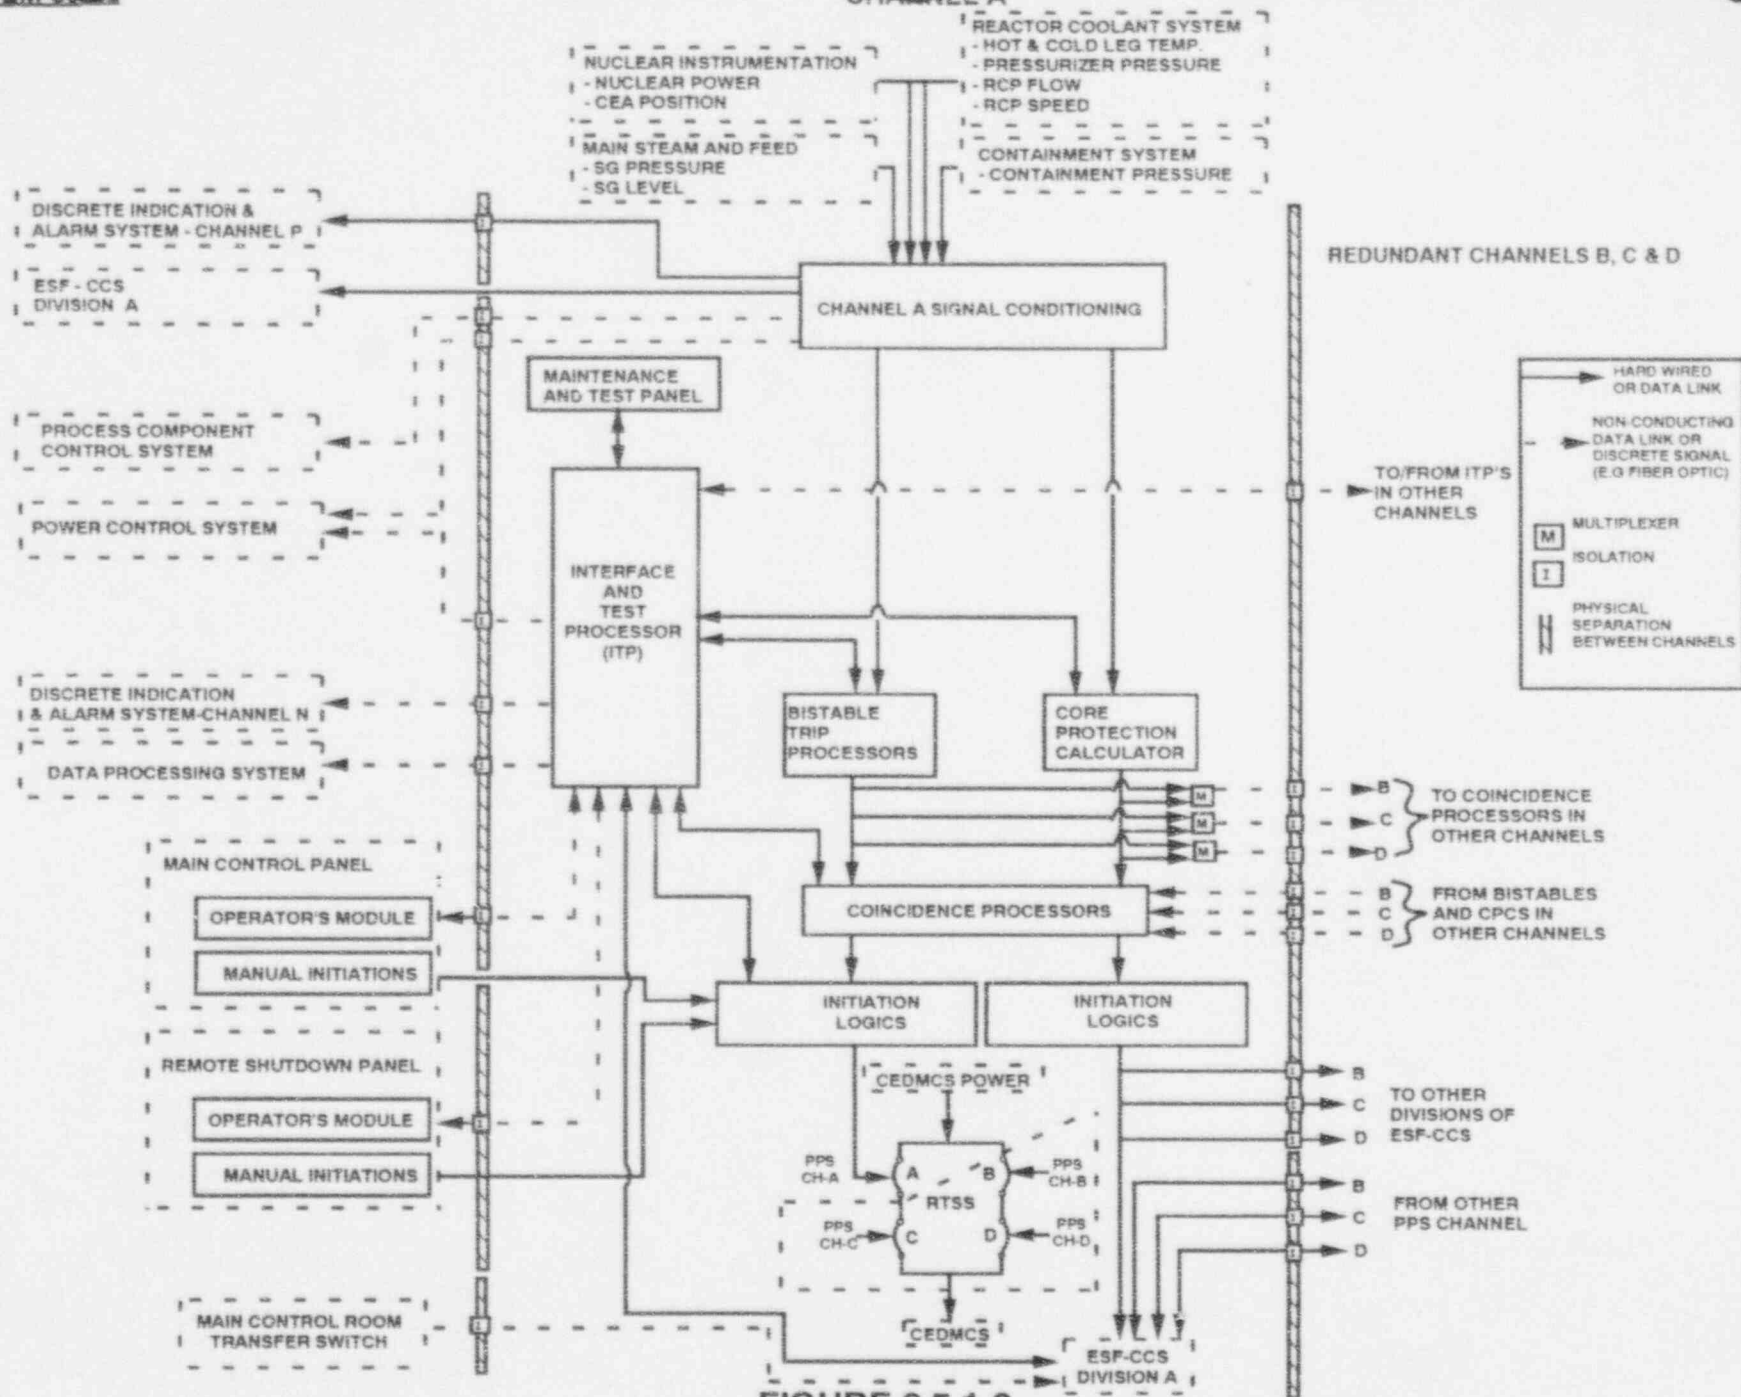 CHANNEL A
REACTOR COOLANT SYSTEM
- HOT & COLD LEG TEMP.
- PRESSURIZER PRESSURE
- RCP FLOW
- RCP SPEED
NUCLEAR INSTRUMENTATION
- NUCLEAR POWER
- CEA POSITION
MAIN STEAM AND FEED
- SG PRESSURE
- SG LEVEL
CONTAINMENT SYSTEM
- CONTAINMENT PRESSURE
DISCRETE INDICATION &
ALARM SYSTEM - CHANNEL P
ESF - CCS
DIVISION A
CHANNEL A SIGNAL CONDITIONING
REDUNDANT CHANNELS B, C & D
MAINTENANCE
AND TEST PANEL
PROCESS COMPONENT
CONTROL SYSTEM
POWER CONTROL SYSTEM
INTERFACE
AND
TEST
PROCESSOR
(ITP)
TO/FROM ITP'S
IN OTHER
CHANNELS
HARD WIRED
OR DATA LINK
NON-CONDUCTING
DATA LINK OR
DISCRETE SIGNAL
(E.G FIBER OPTIC)
M MULTIPLEXER
I ISOLATION
PHYSICAL
SEPARATION
BETWEEN CHANNELS
DISCRETE INDICATION
& ALARM SYSTEM-CHANNEL N
DATA PROCESSING SYSTEM
BISTABLE
TRIP
PROCESSORS
CORE
PROTECTION
CALCULATOR
M
M
M
B
C
D
TO COINCIDENCE
PROCESSORS IN
OTHER CHANNELS
COINCIDENCE PROCESSORS
B
C
D
FROM BISTABLES
AND CPCS IN
OTHER CHANNELS
MAIN CONTROL PANEL
OPERATOR'S MODULE
MANUAL INITIATIONS
INITIATION
LOGICS
INITIATION
LOGICS
REMOTE SHUTDOWN PANEL
OPERATOR'S MODULE
MANUAL INITIATIONS
CEDMCS POWER
PPS
CH-A
A
B
PPS
CH-B
RTSS
PPS
CH-C
C
D
PPS
CH-D
CEDMCS
B
C
D
TO OTHER
DIVISIONS OF
ESF-CCS
B
C
D
FROM OTHER
PPS CHANNEL
MAIN CONTROL ROOM
TRANSFER SWITCH
ESF-CCS
DIVISION A